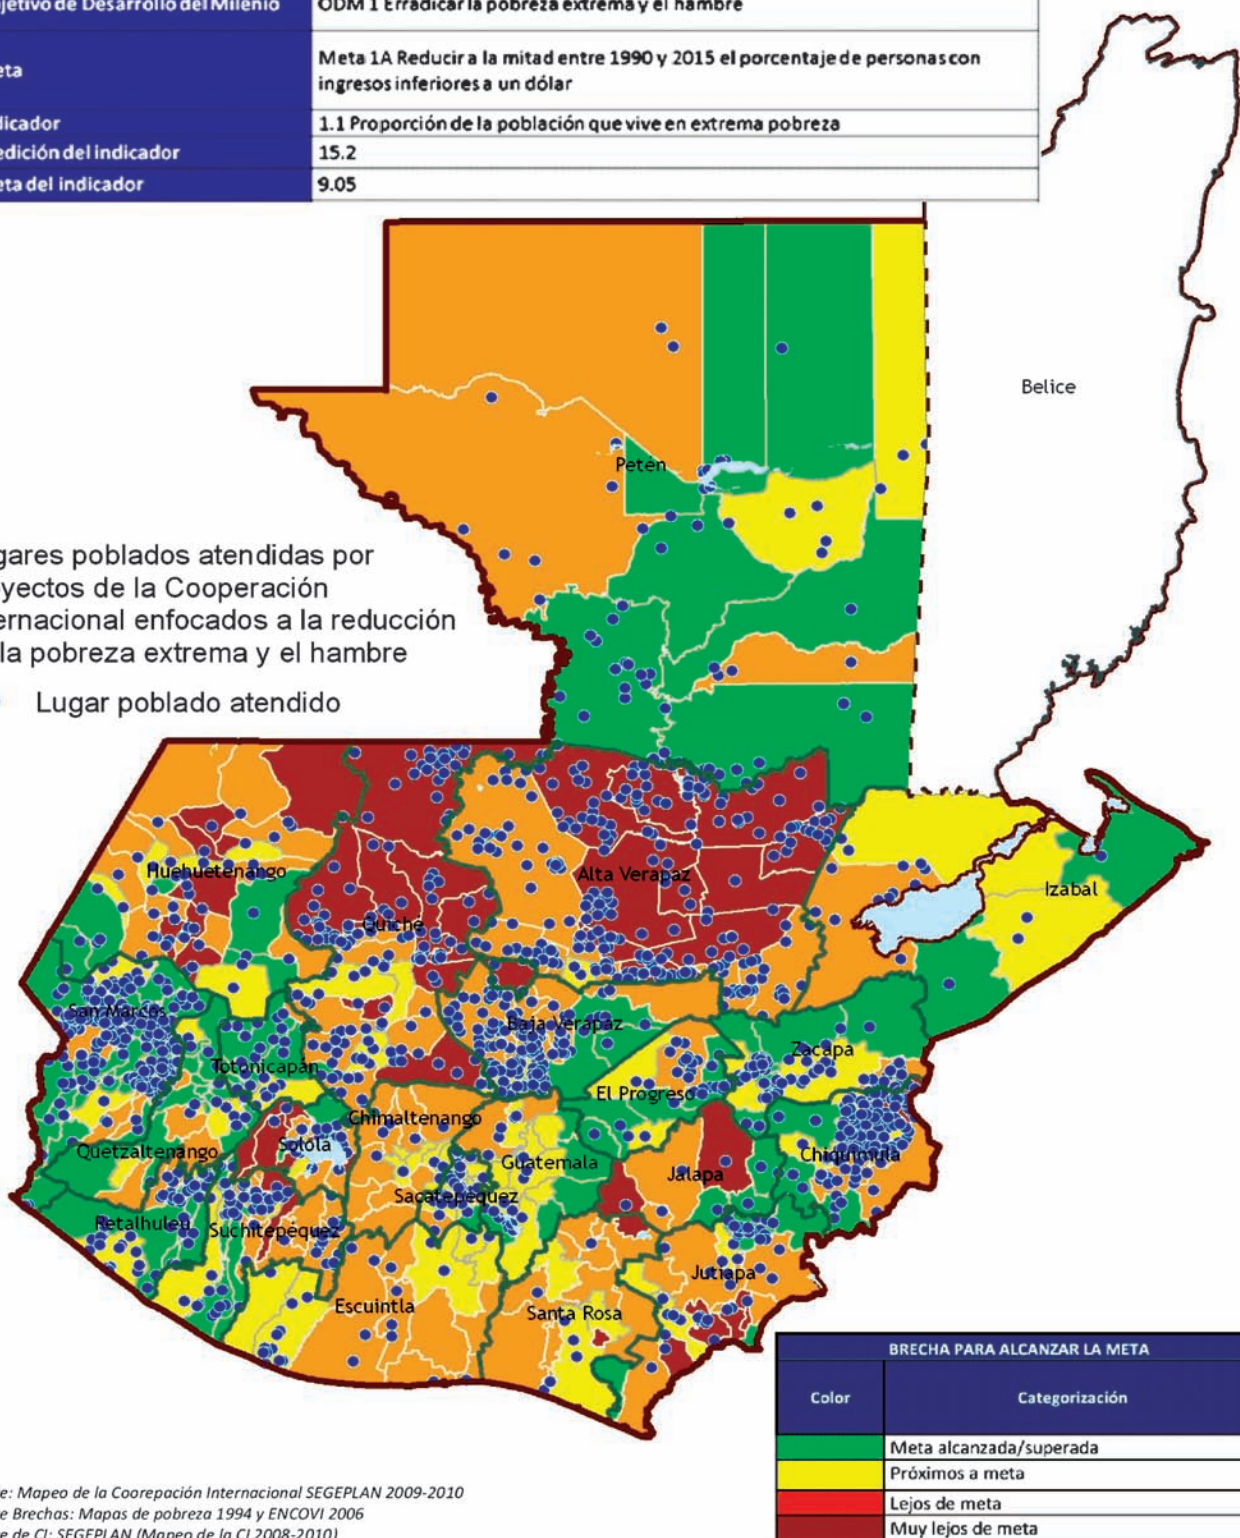 jetivo de Desarrollo del Milenio
ODM 1 Erradicar la pobreza extrema y el hambre
eta
Meta 1A Reducir a la mitad entre 1990 y 2015 el porcentaje de personas con
ingresos inferiores a un dólar
dicador
1.1 Proporción de la población que vive en extrema pobreza
edición del indicador
15.2
eta del indicador
9.05
Belice
Petén
gares poblados atendidas por
yectos de la Cooperación
ernacional enfocados a la reducción
la pobreza extrema y el hambre
Lugar poblado atendido
Huehuetenango
Alta Verapaz
Izabal
Quiché
San Marcos
Baja Verapaz
Zacapa
Totonicapán
El Progreso
Chimaltenango
Quetzaltenango
Sololá
Guatemala
Jalapa
Chiquimula
Sacatepéquez
Retalhuleu
Suchitepéquez
Jutiapa
Escuintla
Santa Rosa
BRECHA PARA ALCANZAR LA META
Color
Categorización
Meta alcanzada/superada
Próximos a meta
Lejos de meta
Muy lejos de meta
e: Mapeo de la Coorepación Internacional SEGEPLAN 2009-2010
e Brechas: Mapas de pobreza 1994 y ENCOVI 2006
e de CI: SEGEPLAN (Mapeo de la CI 2008-2010)